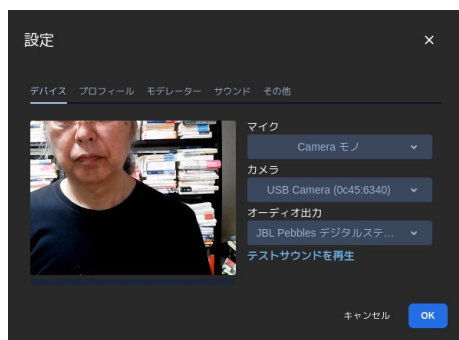 設定
×
デバイス プロフィール モデレーター サウンド その他
マイク
Camera モノ
カメラ
USB Camera (0c45:6340)
オーディオ出力
JBL Pebbles デジタルステ...
テストサウンドを再生
キャンセル OK